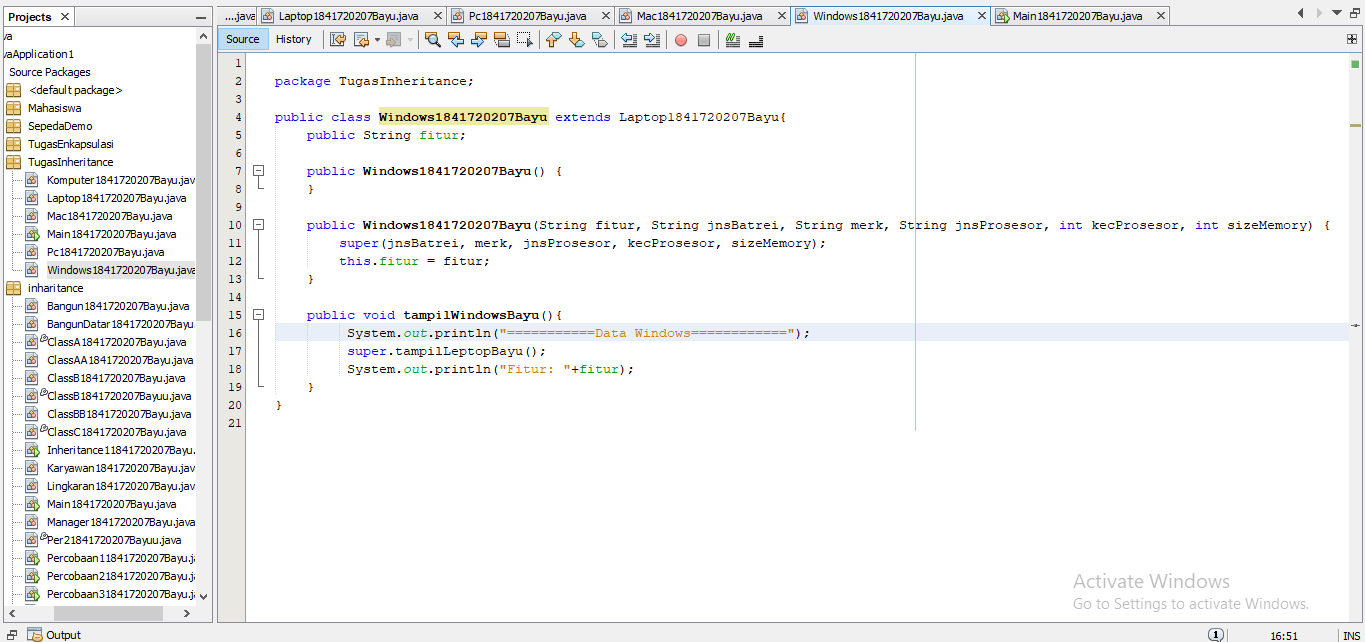 Projects
....java
Laptop1841720207Bayu.java
Pc1841720207Bayu.java
Mac1841720207Bayu.java
Windows1841720207Bayu.java
Main1841720207Bayu.java
Source History
va
vaApplication1
Source Packages
<default package>
Mahasiswa
SepedaDemo
TugasEnkapsulasi
TugasInheritance
Komputer1841720207Bayu.jav
Laptop1841720207Bayu.java
Mac1841720207Bayu.java
Main1841720207Bayu.java
Pc1841720207Bayu.java
Windows1841720207Bayu.java
inharitance
Bangun1841720207Bayu.java
BangunDatar1841720207Bayu
ClassA1841720207Bayu.java
ClassAA1841720207Bayu.java
ClassB1841720207Bayu.java
ClassB1841720207Bayuu.java
ClassBB1841720207Bayu.java
ClassC1841720207Bayu.java
Inheritance11841720207Bayu.
Karyawan1841720207Bayu.java
Lingkaran1841720207Bayu.jav
Main1841720207Bayu.java
Manager1841720207Bayu.java
Per21841720207Bayuu.java
Percobaan11841720207Bayu.j
Percobaan21841720207Bayu.j
Percobaan31841720207Bayu.j
1
2 package TugasInheritance;
3
4 public class Windows1841720207Bayu extends Laptop1841720207Bayu{
5 public String fitur;
6
7 public Windows1841720207Bayu() {
8 }
9
10 public Windows1841720207Bayu(String fitur, String jnsBatrei, String merk, String jnsProsesor, int kecProsesor, int sizeMemory) {
11 super(jnsBatrei, merk, jnsProsesor, kecProsesor, sizeMemory);
12 this.fitur = fitur;
13 }
14
15 public void tampilWindowsBayu(){
16 System.out.println("===========Data Windows============");
17 super.tampilLeptopBayu();
18 System.out.println("Fitur: "+fitur);
19 }
20 }
21
Activate Windows
Go to Settings to activate Windows.
Output
1
16:51
INS